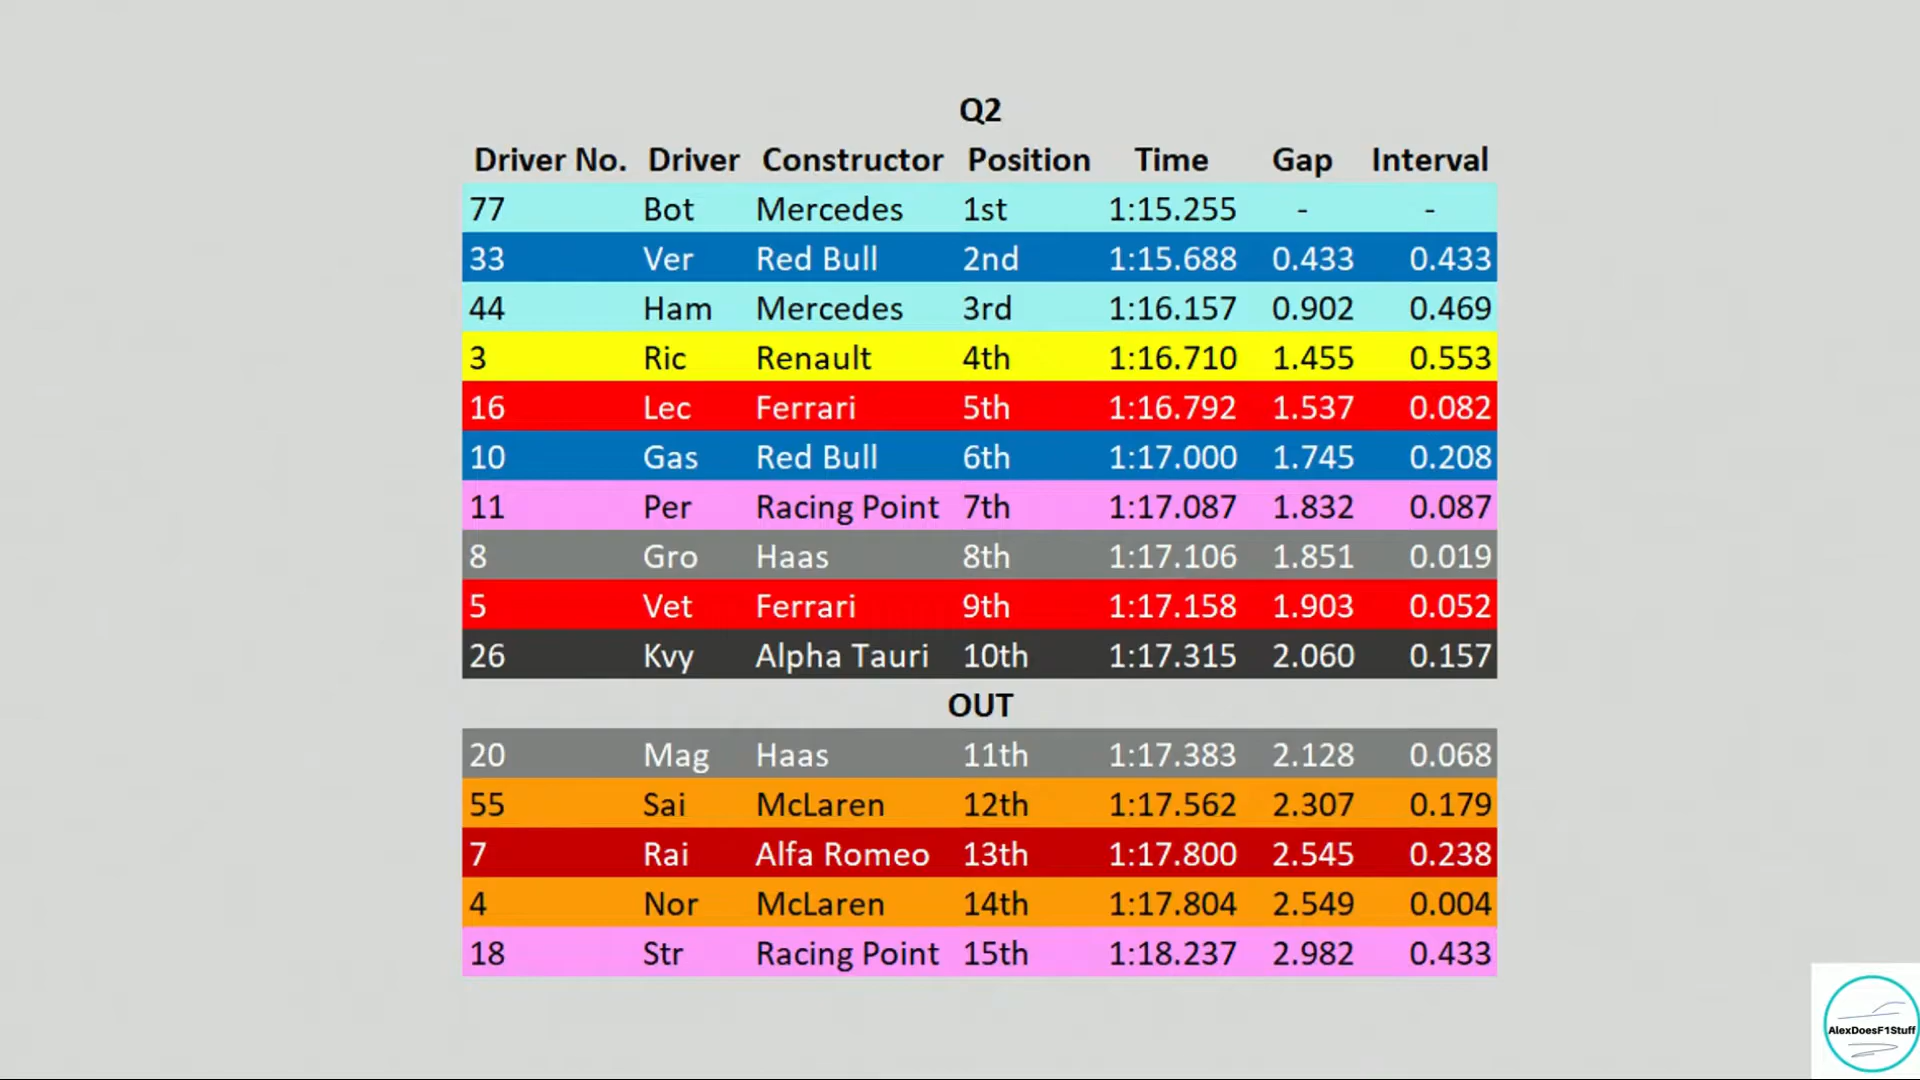 Q2
Driver No. Driver Constructor Position Time Gap Interval
77 Bot Mercedes 1st 1:15.255 - -
33 Ver Red Bull 2nd 1:15.688 0.433 0.433
44 Ham Mercedes 3rd 1:16.157 0.902 0.469
3 Ric Renault 4th 1:16.710 1.455 0.553
16 Lec Ferrari 5th 1:16.792 1.537 0.082
10 Gas Red Bull 6th 1:17.000 1.745 0.208
11 Per Racing Point 7th 1:17.087 1.832 0.087
8 Gro Haas 8th 1:17.106 1.851 0.019
5 Vet Ferrari 9th 1:17.158 1.903 0.052
26 Kvy Alpha Tauri 10th 1:17.315 2.060 0.157
OUT
20 Mag Haas 11th 1:17.383 2.128 0.068
55 Sai McLaren 12th 1:17.562 2.307 0.179
7 Rai Alfa Romeo 13th 1:17.800 2.545 0.238
4 Nor McLaren 14th 1:17.804 2.549 0.004
18 Str Racing Point 15th 1:18.237 2.982 0.433
AlexDoesF1Stuff